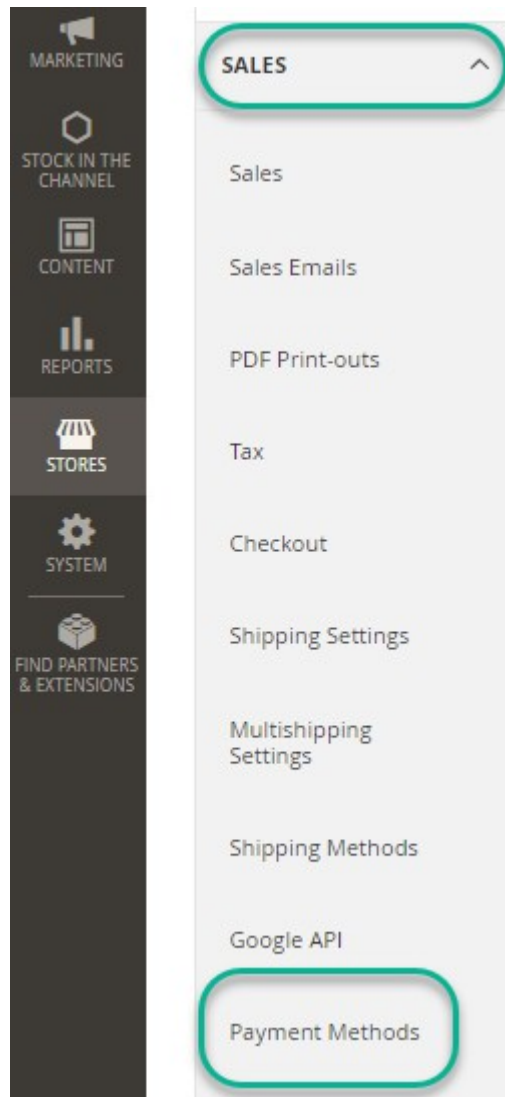 MARKETING
STOCK IN THE
CHANNEL
CONTENT
REPORTS
STORES
SYSTEM
FIND PARTNERS
& EXTENSIONS
SALES
Sales
Sales Emails
PDF Print-outs
Tax
Checkout
Shipping Settings
Multishipping
Settings
Shipping Methods
Google API
Payment Methods